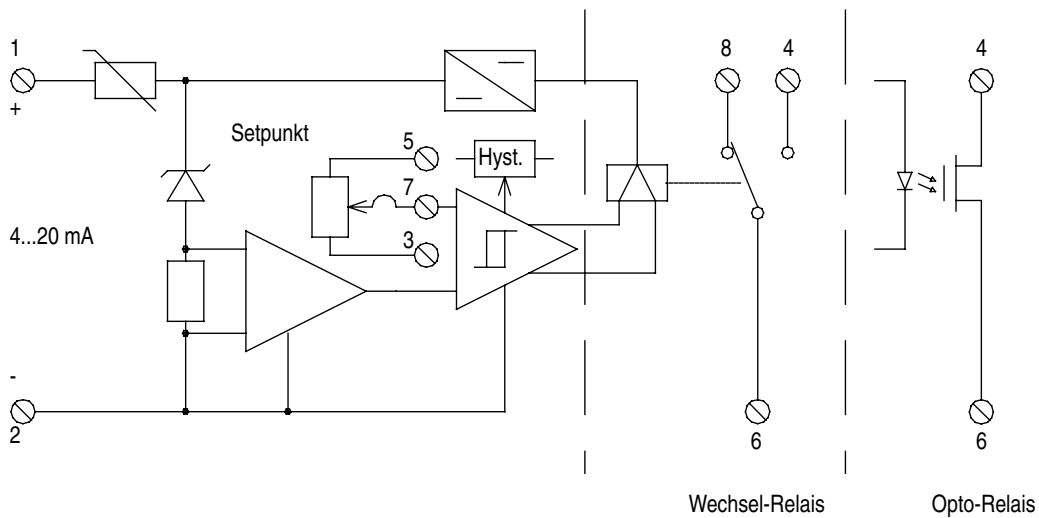 1
8
4
4
+
Setpunkt
5
Hyst.
7
4...20 mA
3
-
2
6
6
Wechsel-Relais
Opto-Relais